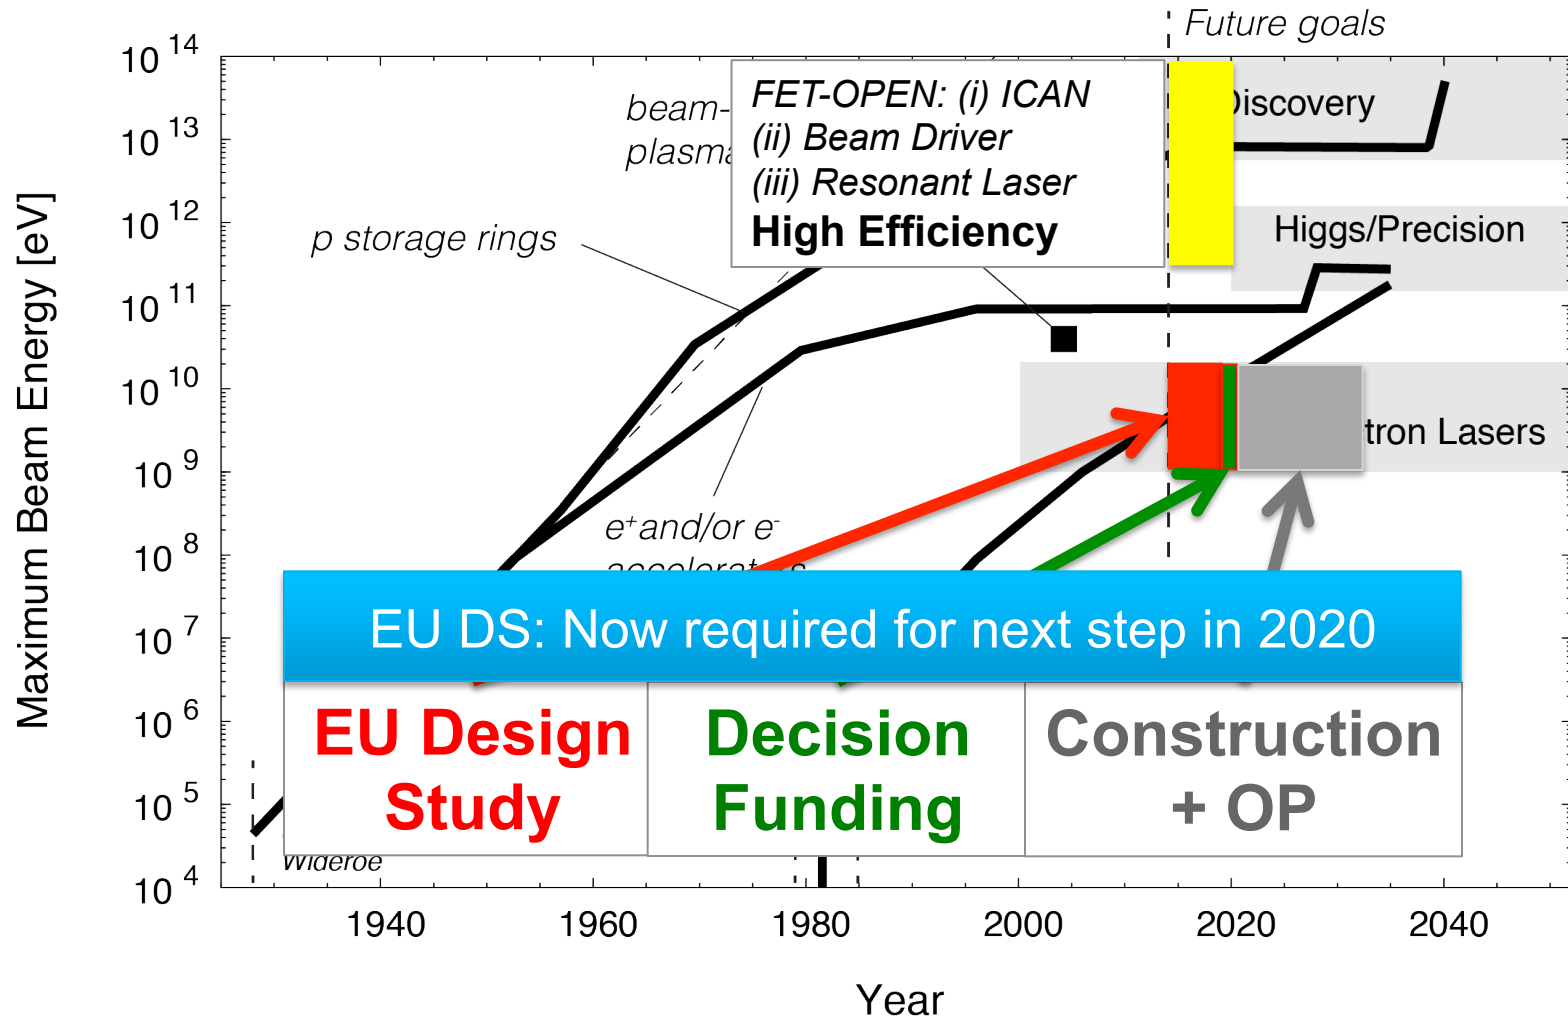 Future goals
10 14
10 13
10 12
10 11
10 10
10 9
10 8
10 7
10 6
10 5
10 4
Maximum Beam Energy [eV]
beam-
FET-OPEN: (i) ICAN
(ii) Beam Driver
(iii) Resonant Laser
High Efficiency
Discovery
p storage rings
Higgs/Precision
tron Lasers
e+and/or e-
EU DS: Now required for next step in 2020
EU Design
Study
Decision
Funding
Construction
+ OP
Wideroe
1940 1960 1980 2000 2020 2040
Year